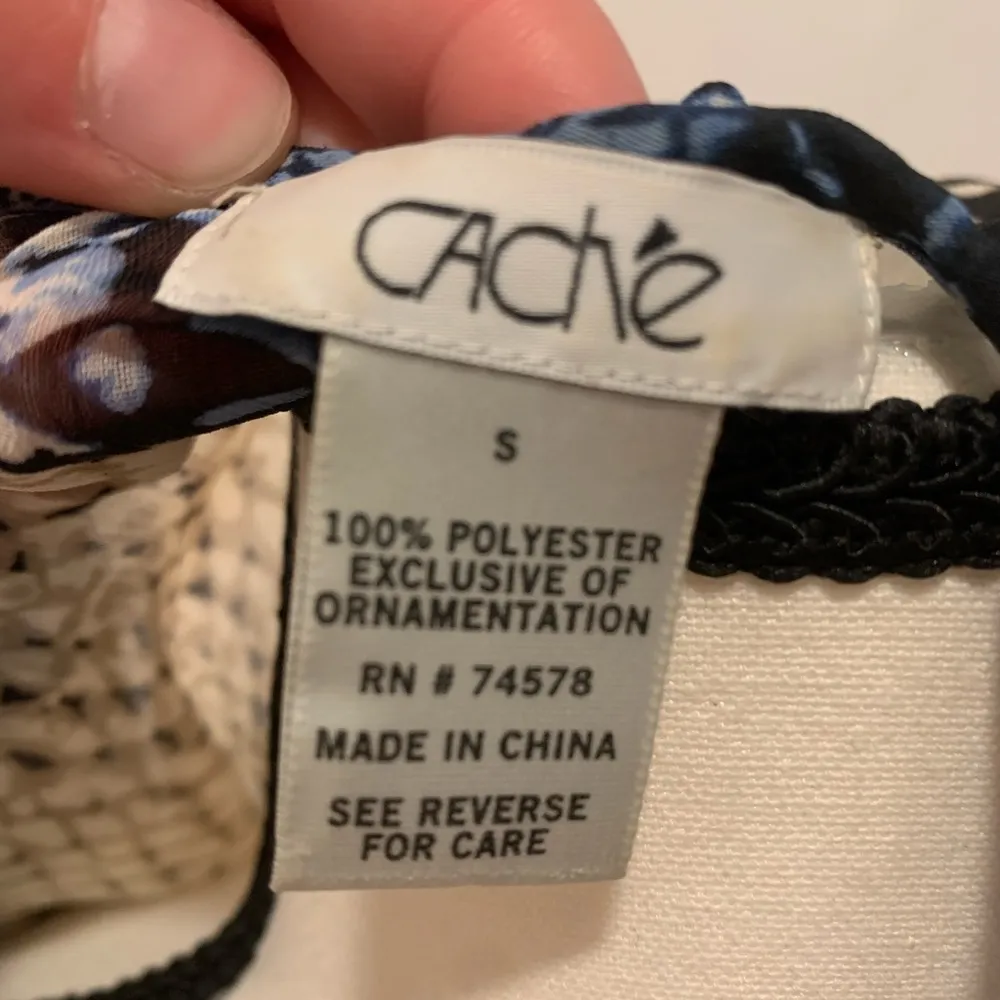 Caché
S
100% POLYESTER
EXCLUSIVE OF
ORNAMENTATION
RN # 74578
MADE IN CHINA
SEE REVERSE
FOR CARE